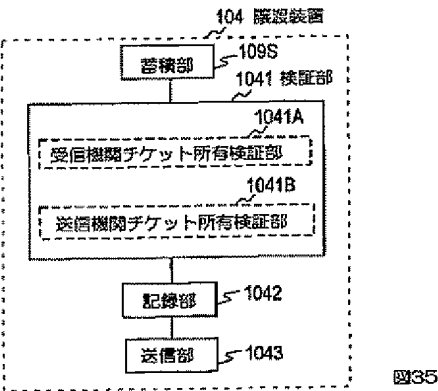 104 譲渡装置
蓄積部
109S
1041 検証部
1041A
受信機関チケット所有検証部
1041B
送信機関チケット所有検証部
記録部
1042
送信部
1043
図35